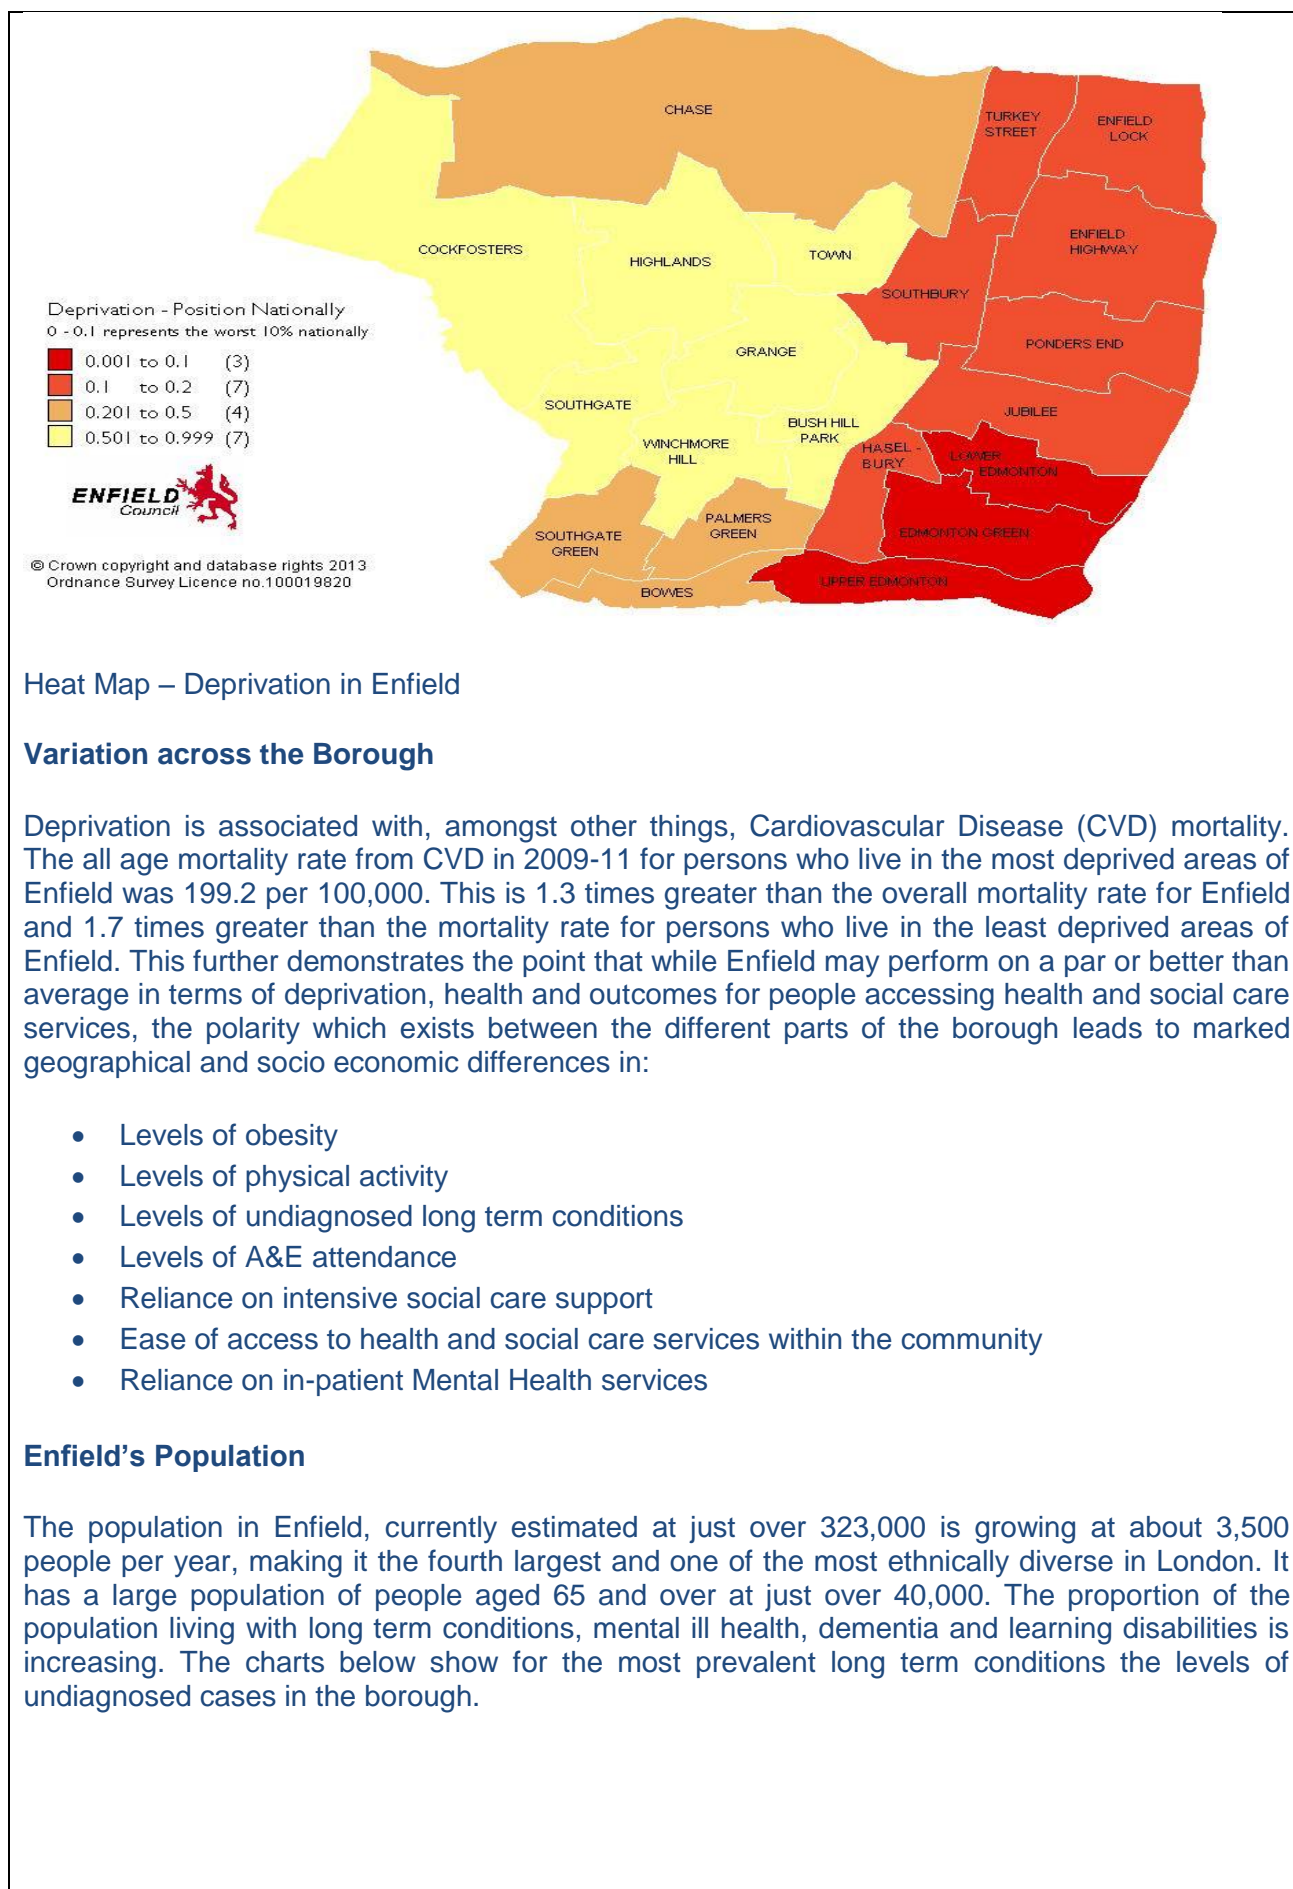 CHASE
TURKEY
STREET
ENFIELD
LOCK
COCKFOSTERS
HIGHLANDS
TOWN
ENFIELD
HIGHWAY
SOUTHBURY
Deprivation - Position Nationally
0 - 0.1 represents the worst 10% nationally
0.001 to 0.1 (3)
0.1 to 0.2 (7)
0.201 to 0.5 (4)
0.501 to 0.999 (7)
GRANGE
PONDERS END
SOUTHGATE
JUBILEE
BUSH HILL
PARK
WINCHMORE
HILL
HASEL -
BURY
LOWER
EDMONTON
ENFIELD
Council
PALMERS
GREEN
SOUTHGATE
GREEN
EDMONTON GREEN
UPPER EDMONTON
BOWES
© Crown copyright and database rights 2013
Ordnance Survey Licence no.100019820
Heat Map – Deprivation in Enfield
Variation across the Borough
Deprivation is associated with, amongst other things, Cardiovascular Disease (CVD) mortality.
The all age mortality rate from CVD in 2009-11 for persons who live in the most deprived areas of
Enfield was 199.2 per 100,000. This is 1.3 times greater than the overall mortality rate for Enfield
and 1.7 times greater than the mortality rate for persons who live in the least deprived areas of
Enfield. This further demonstrates the point that while Enfield may perform on a par or better than
average in terms of deprivation, health and outcomes for people accessing health and social care
services, the polarity which exists between the different parts of the borough leads to marked
geographical and socio economic differences in:
• Levels of obesity
• Levels of physical activity
• Levels of undiagnosed long term conditions
• Levels of A&E attendance
• Reliance on intensive social care support
• Ease of access to health and social care services within the community
• Reliance on in-patient Mental Health services
Enfield’s Population
The population in Enfield, currently estimated at just over 323,000 is growing at about 3,500
people per year, making it the fourth largest and one of the most ethnically diverse in London. It
has a large population of people aged 65 and over at just over 40,000. The proportion of the
population living with long term conditions, mental ill health, dementia and learning disabilities is
increasing. The charts below show for the most prevalent long term conditions the levels of
undiagnosed cases in the borough.